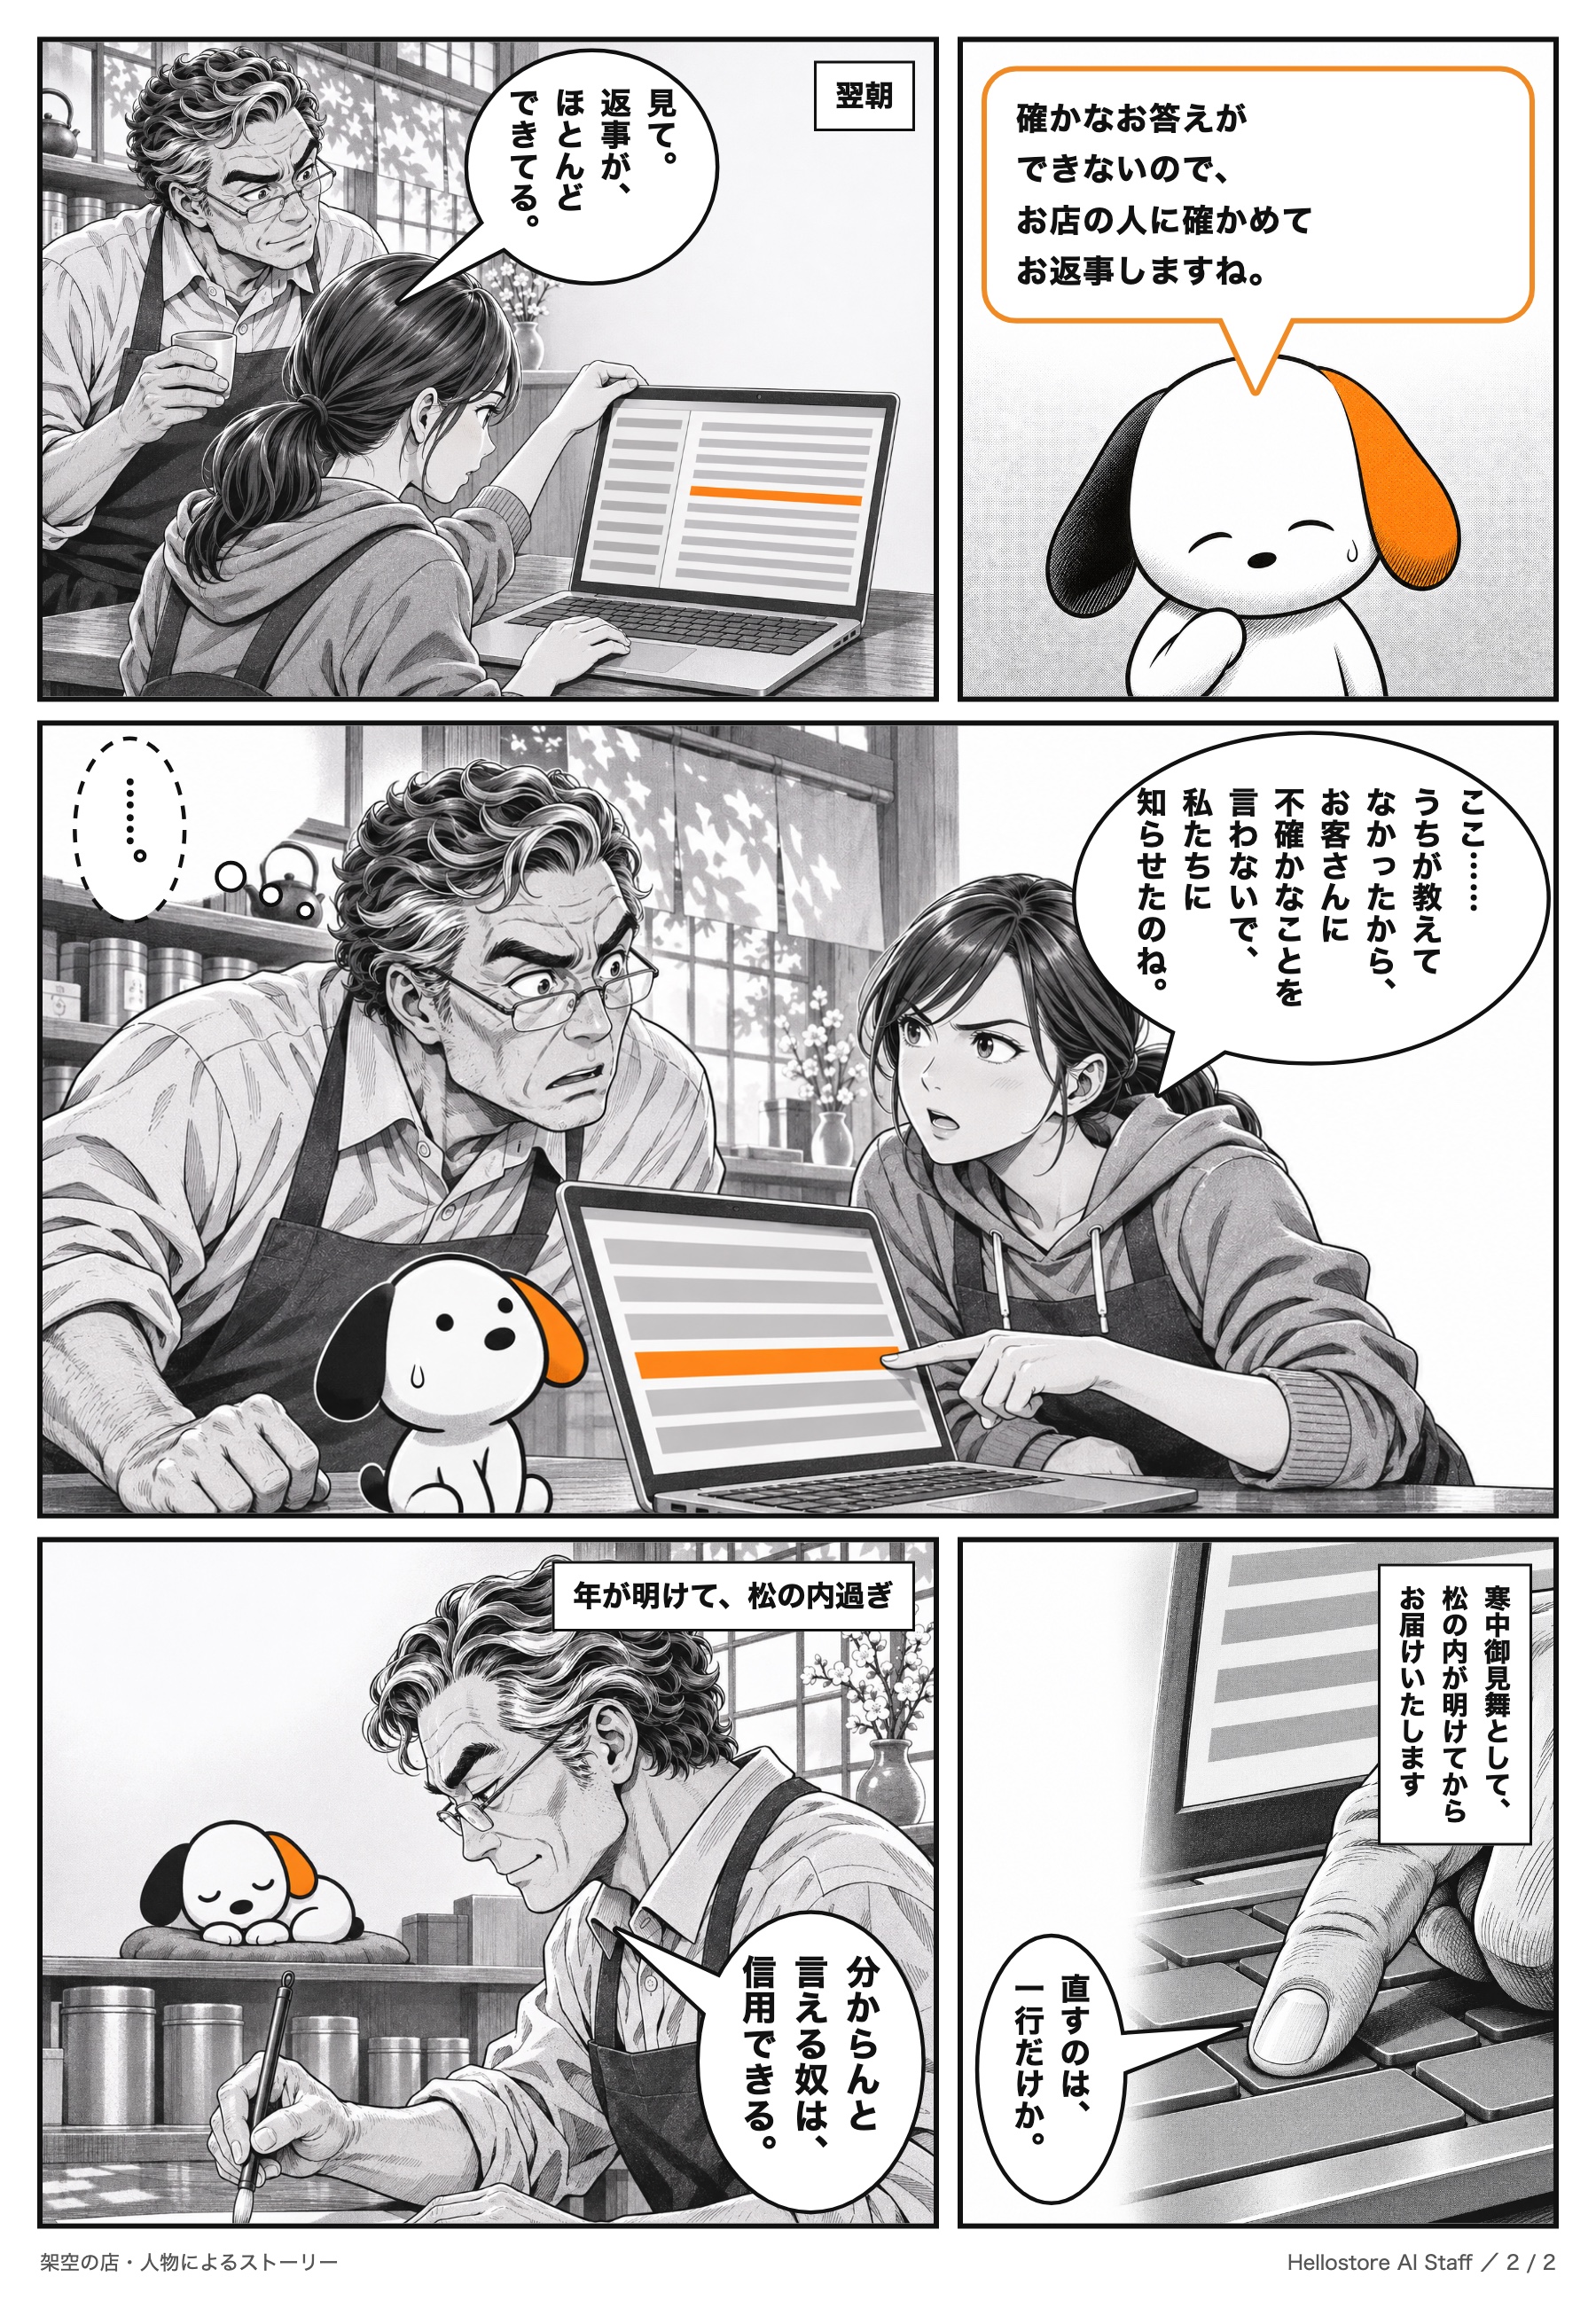 確かなお答えが
できないので、
お店の人に確かめて
お返事しますね。
翌朝
見て。
返事が、
ほとんど
できてる。
ここ……
うちが教えて
なかったから、
お客さんに
不確かなことを
言わないで、
私たちに
知らせたのね。
……。
寒中御見舞として、
松の内が明けてから
お届けいたします
直すのは、
一行だけか。
年が明けて、松の内過ぎ
分からんと
言える奴は、
信用できる。
架空の店・人物によるストーリー
Hellostore AI Staff ／ 2 / 2